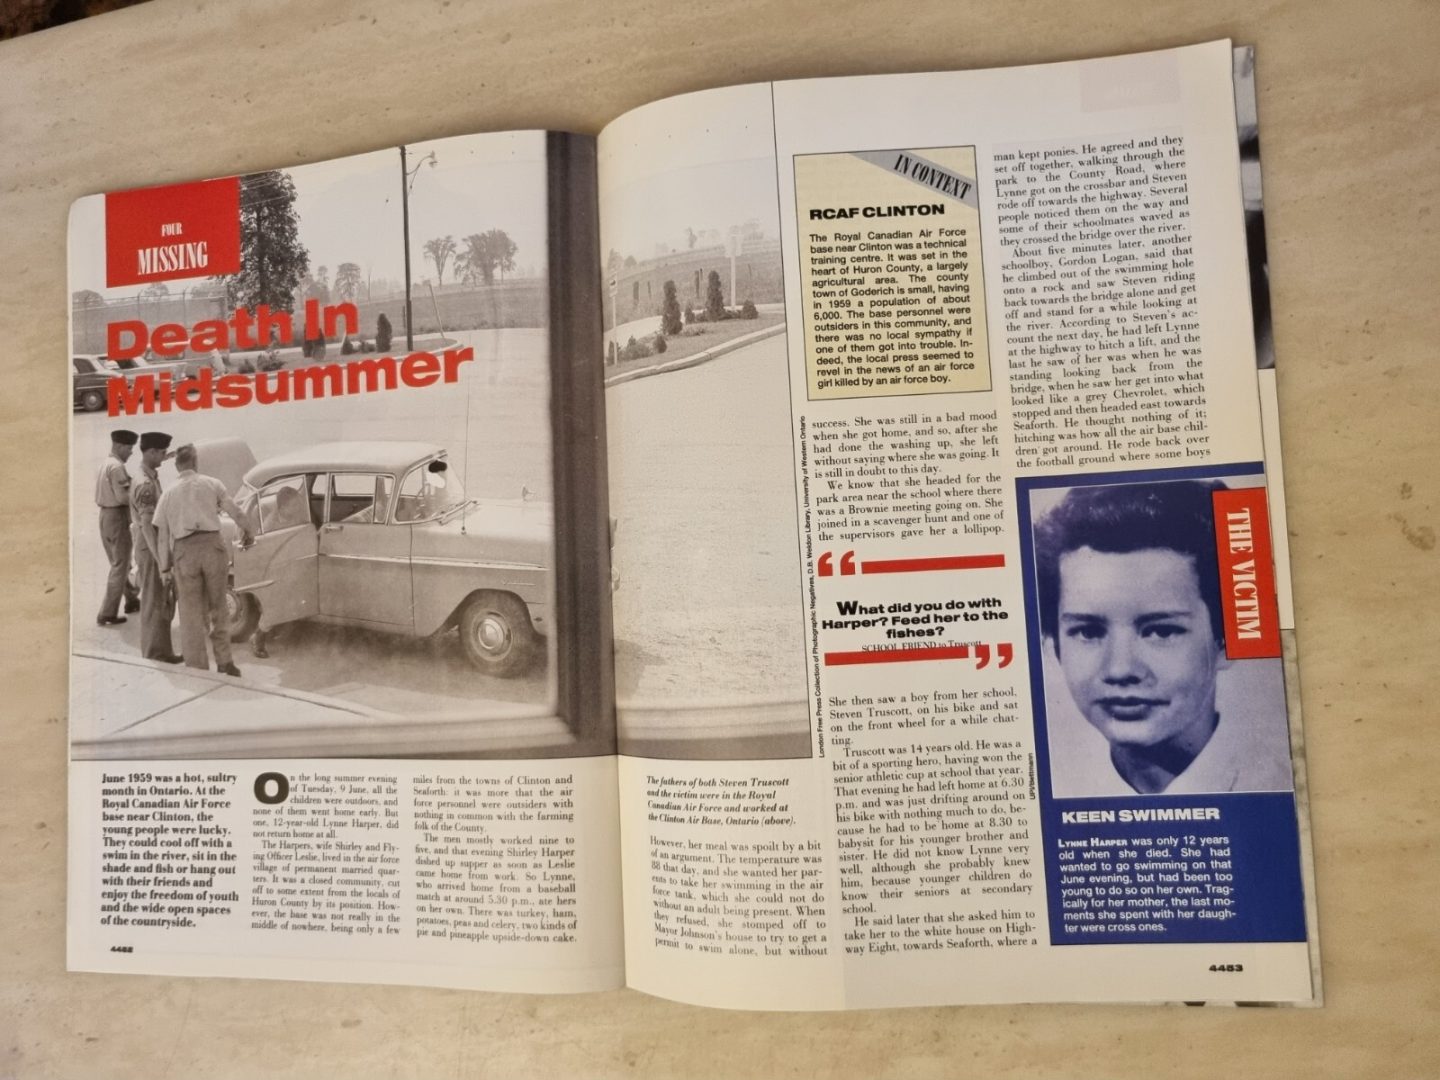 FOUR
MISSING
Death In
Midsummer
June 1959 was a hot, sultry
month in Ontario. At the
Royal Canadian Air Force
base near Clinton, the
young people were lucky.
They could cool off with a
swim in the river, sit in the
shade and fish or hang out
with their friends and
enjoy the freedom of youth
and the wide open spaces
of the countryside.
On the long summer evening
of Tuesday, 9 June, all the
children were outdoors, and
none of them went home early. But
one, 12-year-old Lynne Harper, did
not return home at all.
The Harpers, wife Shirley and Fly-
ing Officer Leslie, lived in the air force
village of permanent married quar-
ters. It was a closed community, cut
off to some extent from the locals of
Huron County by its position. How-
ever, the base was not really in the
middle of nowhere, being only a few
miles from the towns of Clinton and
Seaforth: it was more that the air
force personnel were outsiders with
nothing in common with the farming
folk of the County.
The men mostly worked nine to
five, and that evening Shirley Harper
dished up supper as soon as Leslie
came home from work. So Lynne,
who arrived home from a baseball
match at around 5.30 p.m., ate hers
on her own. There was turkey, ham,
potatoes, peas and celery, two kinds of
pie and pineapple upside-down cake.
4452
The fathers of both Steven Truscott
and the victim were in the Royal
Canadian Air Force and worked at
the Clinton Air Base, Ontario (above).
However, her meal was spoilt by a bit
of an argument. The temperature was
88 that day, and she wanted her par-
ents to take her swimming in the air
force tank, which she could not do
without an adult being present. When
they refused, she stomped off to
Mayor Johnson's house to try to get a
permit to swim alone, but without
London Free Press Collection of Photographic Negatives, D.B. Weldon Library, University of Western Ontario
IN CONTEXT
RCAF CLINTON
The Royal Canadian Air Force
base near Clinton was a technical
training centre. It was set in the
heart of Huron County, a largely
agricultural area. The county
town of Goderich is small, having
in 1959 a population of about
6,000. The base personnel were
outsiders in this community, and
there was no local sympathy if
one of them got into trouble. In-
deed, the local press seemed to
revel in the news of an air force
girl killed by an air force boy.
success. She was still in a bad mood
when she got home, and so, after she
had done the washing up, she left
without saying where she was going. It
is still in doubt to this day.
We know that she headed for the
park area near the school where there
was a Brownie meeting going on. She
joined in a scavenger hunt and one of
the supervisors gave her a lollipop.
“
What did you do with
Harper? Feed her to the
fishes?
SCHOOL FRIEND to Truscott
”
She then saw a boy from her school,
Steven Truscott, on his bike and sat
on the front wheel for a while chat-
ting.
Truscott was 14 years old. He was a
bit of a sporting hero, having won the
senior athletic cup at school that year.
That evening he had left home at 6.30
p.m. and was just drifting around on
his bike with nothing much to do, be-
cause he had to be home at 8.30 to
babysit for his younger brother and
sister. He did not know Lynne very
well, although she probably knew
him, because younger children do
know their seniors at secondary
school.
He said later that she asked him to
take her to the white house on High-
way Eight, towards Seaforth, where a
man kept ponies. He agreed and they
set off together, walking through the
park to the County Road, where
Lynne got on the crossbar and Steven
rode off towards the highway. Several
people noticed them on the way and
some of their schoolmates waved as
they crossed the bridge over the river.
About five minutes later, another
schoolboy, Gordon Logan, said that
he climbed out of the swimming hole
onto a rock and saw Steven riding
back towards the bridge alone and get
off and stand for a while looking at
the river. According to Steven's ac-
count the next day, he had left Lynne
at the highway to hitch a lift, and the
last he saw of her was when he was
standing looking back from the
bridge, when he saw her get into what
looked like a grey Chevrolet, which
stopped and then headed east towards
Seaforth. He thought nothing of it;
hitching was how all the air base chil-
dren got around. He rode back over
the football ground where some boys
THE VICTIM
UPI/Bettmann
KEEN SWIMMER
LYNNE HARPER was only 12 years
old when she died. She had
wanted to go swimming on that
June evening, but had been too
young to do so on her own. Trag-
ically for her mother, the last mo-
ments she spent with her daugh-
ter were cross ones.
4453